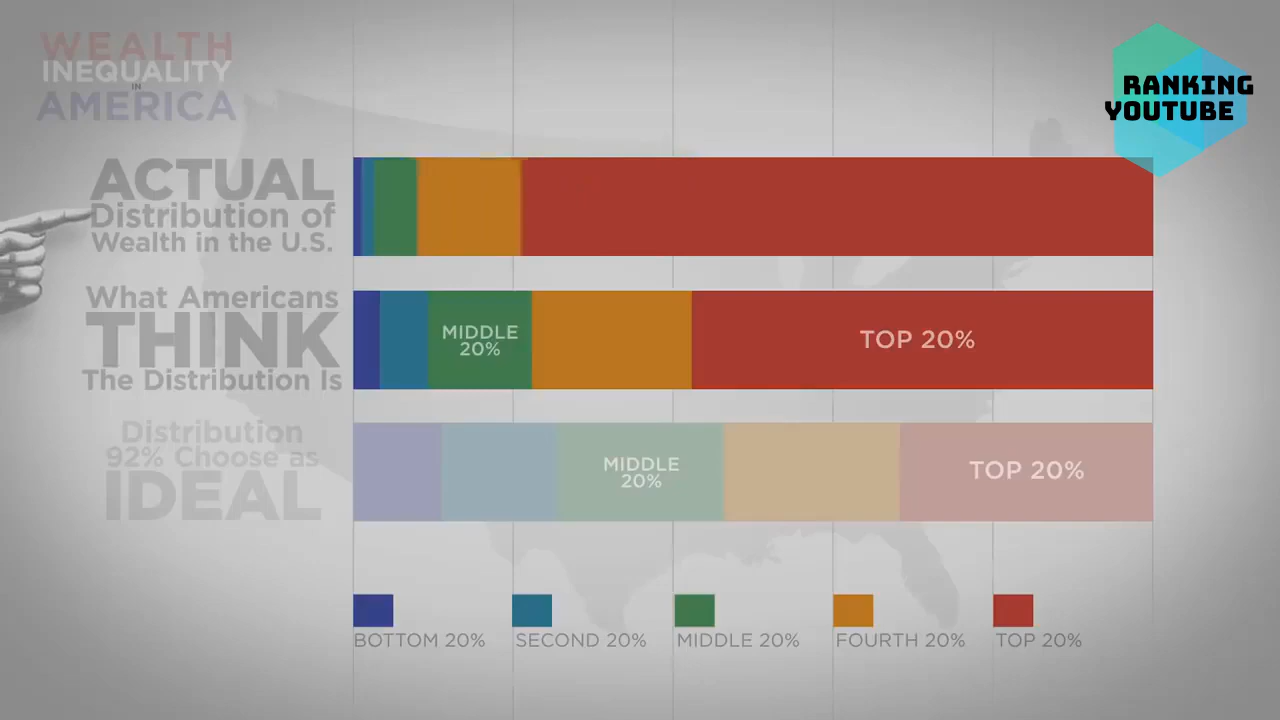 WEALTH
INEQUALITY
IN
AMERICA
RANKING
YOUTUBE
ACTUAL
Distribution of
Wealth in the U.S.
What Americans
THINK
The Distribution Is
MIDDLE
20%
TOP 20%
Distribution
92% Choose as
IDEAL
MIDDLE
20%
TOP 20%
BOTTOM 20%
SECOND 20%
MIDDLE 20%
FOURTH 20%
TOP 20%